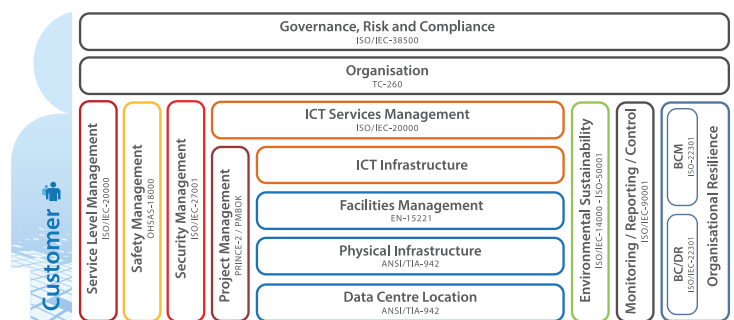 Governance, Risk and Compliance
ISO/IEC-38500
Organisation
TC-260
Customer
Service Level Management
ISO/IEC-20000
Safety Management
OHSAS-18000
Security Management
ISO/IEC-27001
ICT Services Management
ISO/IEC-20000
Project Management
PRINCE-2 / PMBOK
ICT Infrastructure
Facilities Management
EN-15221
Physical Infrastructure
ANSI/TIA-942
Data Centre Location
ANSI/TIA-942
Environmental Sustainability
ISO/IEC-14000 -ISO-50001
Monitoring / Reporting / Control
ISO/IEC-90001
BCM
ISO-22301
BC/DR
ISO/IEC-22301
Organisational Resilience